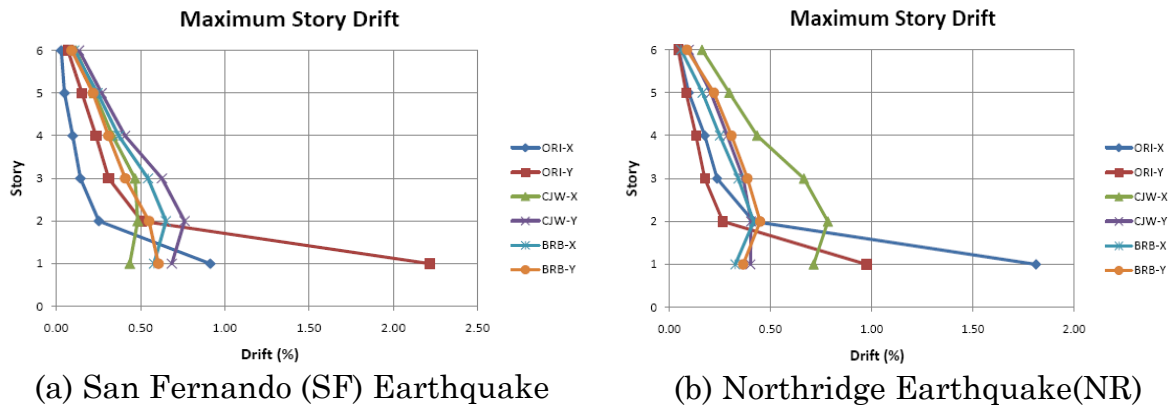 Maximum Story Drift
Story
6
5
4
3
2
1
0
0.00 0.50 1.00 1.50 2.00 2.50
Drift (%)
ORI-X
ORI-Y
CJW-X
CJW-Y
BRB-X
BRB-Y
(a) San Fernando (SF) Earthquake
Maximum Story Drift
Story
6
5
4
3
2
1
0
0.00 0.50 1.00 1.50 2.00
Drift (%)
ORI-X
ORI-Y
CJW-X
CJW-Y
BRB-X
BRB-Y
(b) Northridge Earthquake(NR)